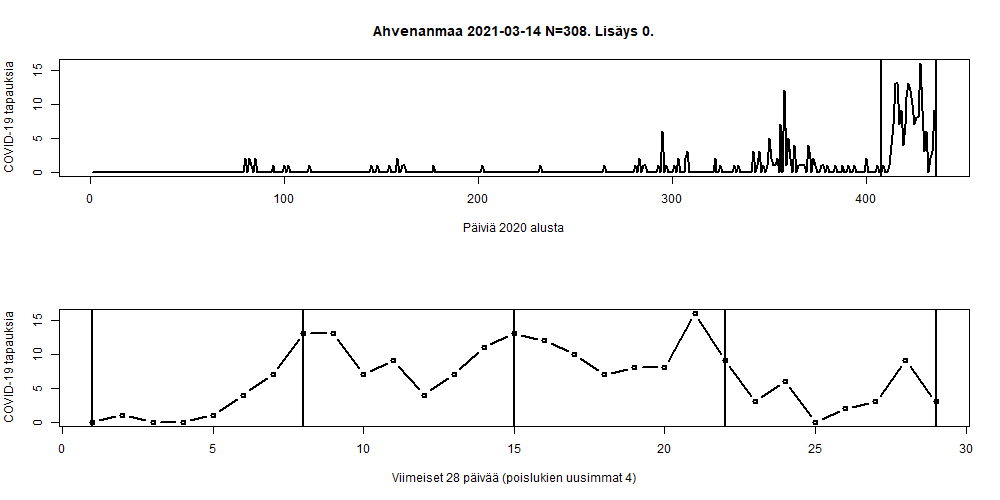 Ahvenanmaa 2021-03-14 N=308. Lisäys 0.
COVID-19 tapauksia
15
10
5
0
0 100 200 300 400
Päiviä 2020 alusta
COVID-19 tapauksia
15
10
5
0
0 5 10 15 20 25 30
Viimeiset 28 päivää (poislukien uusimmat 4)